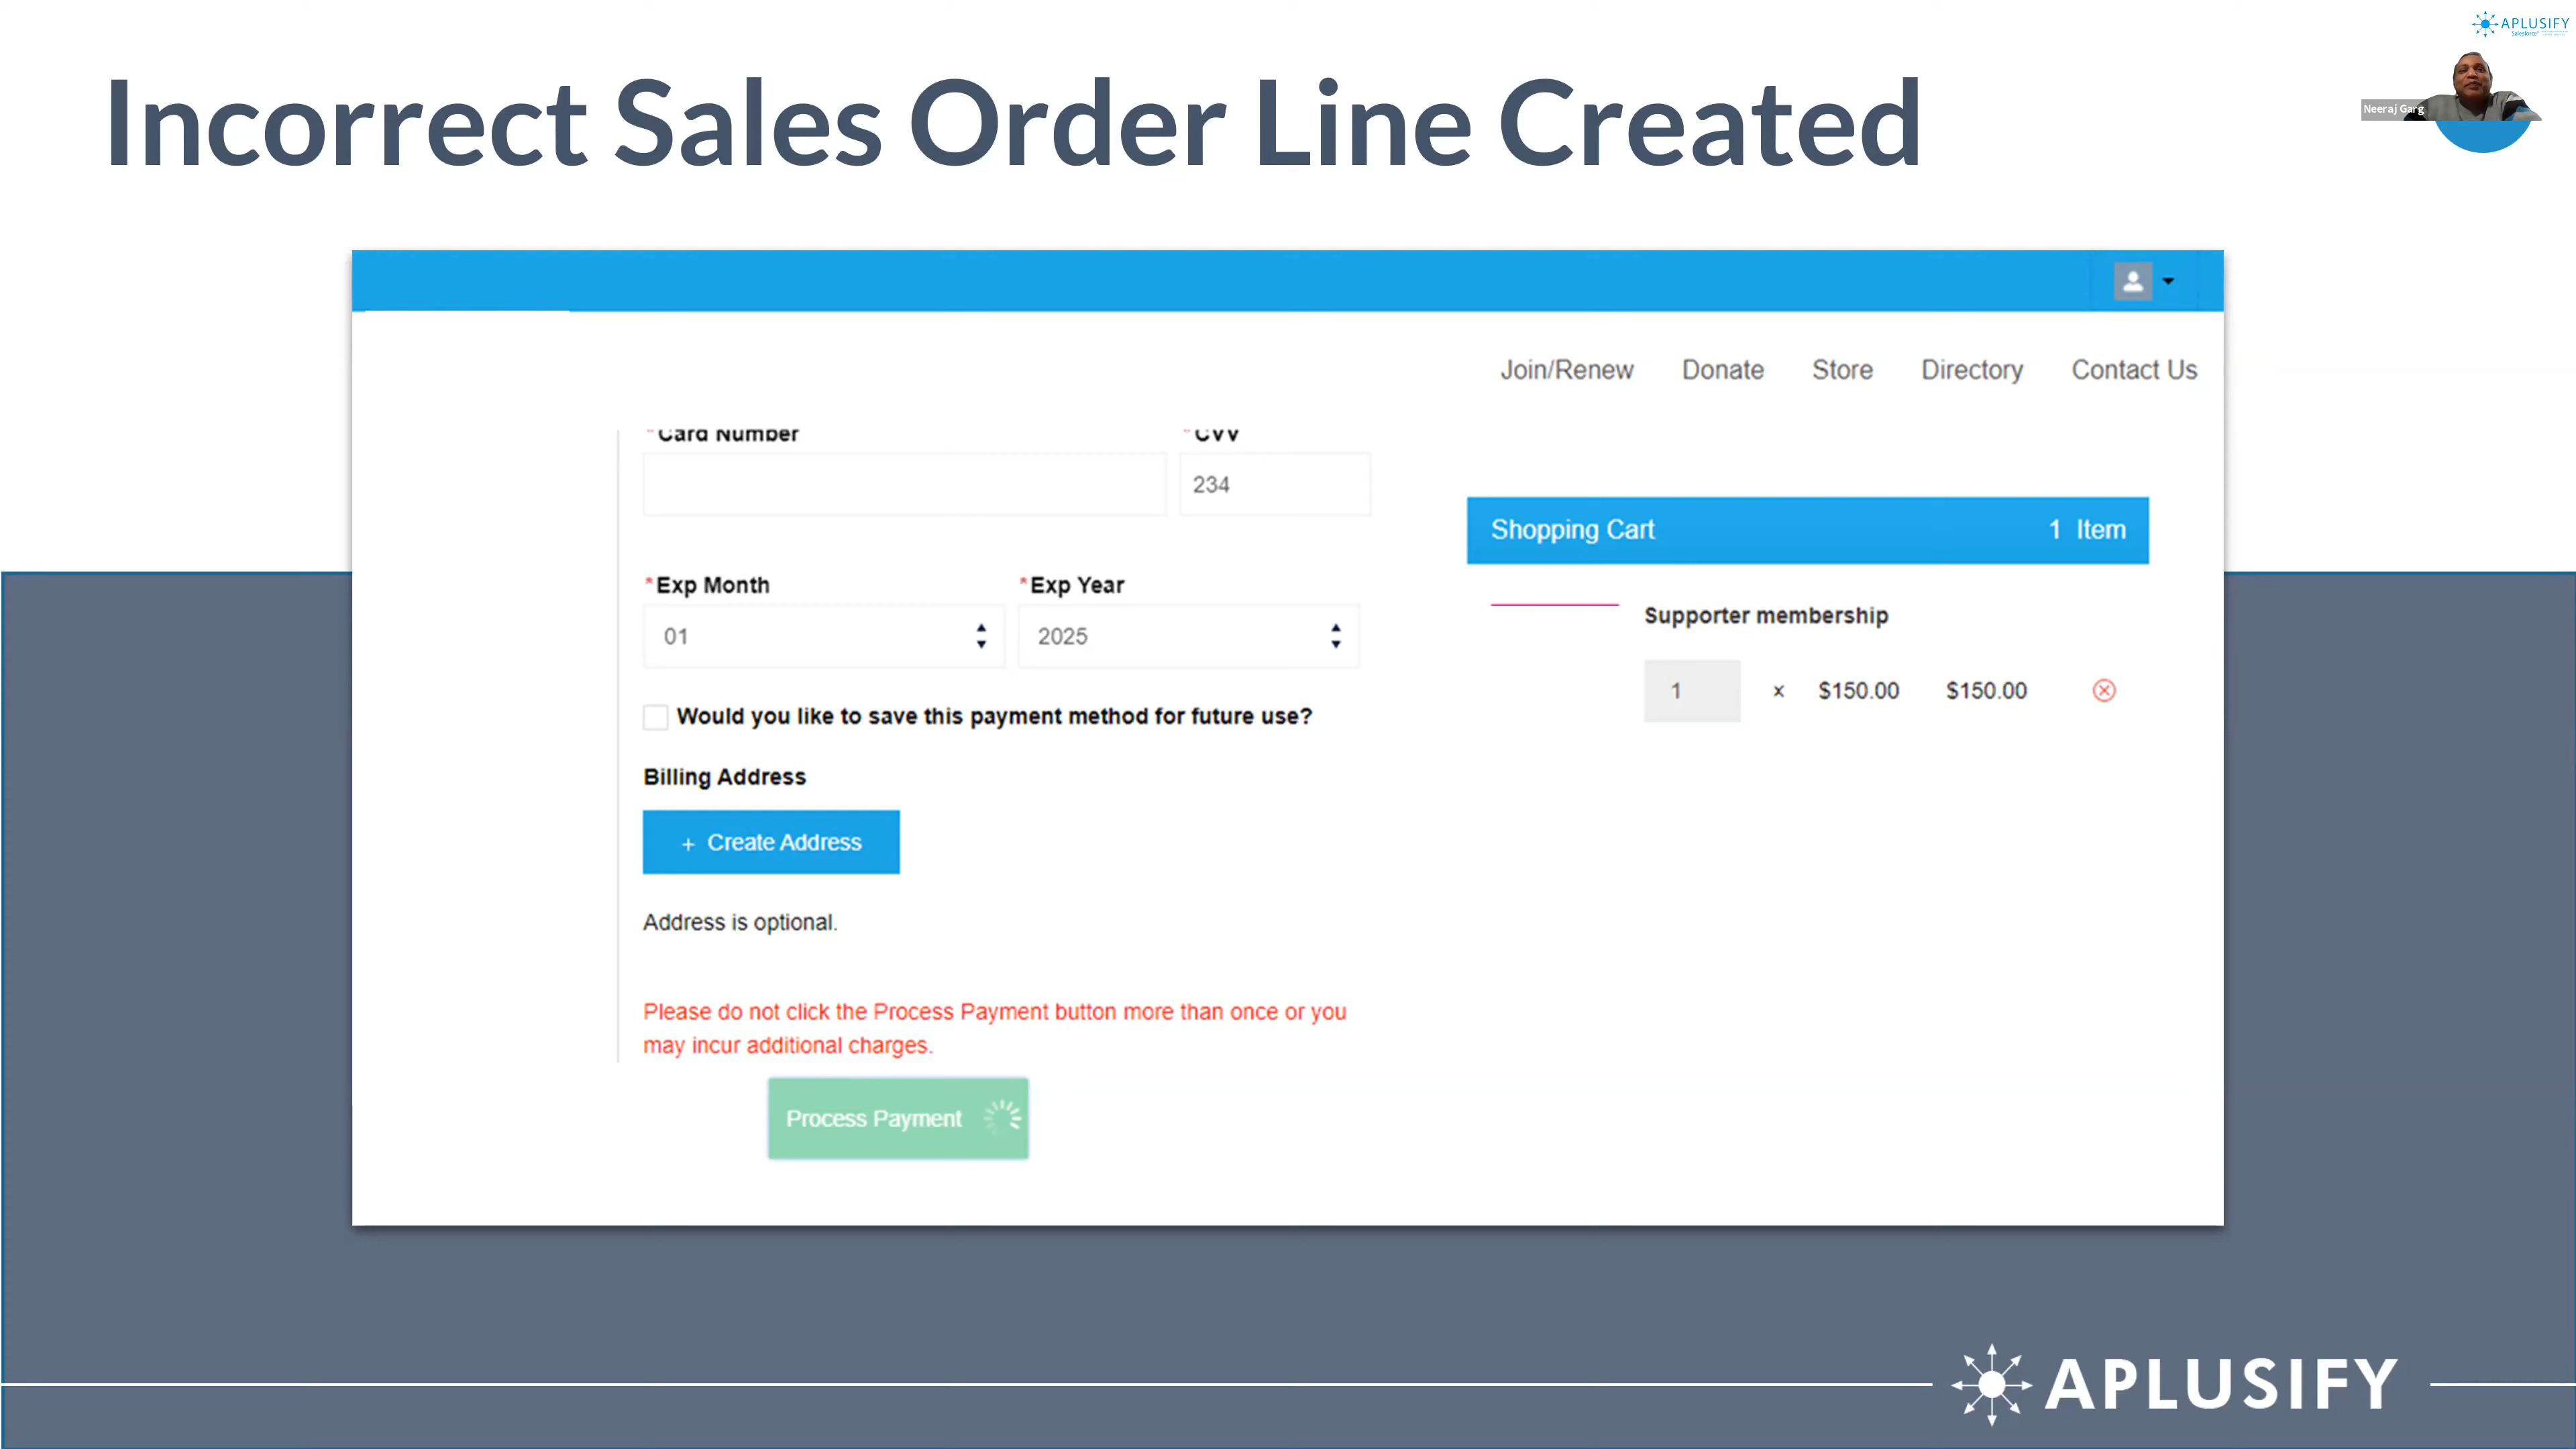 APLUSIFY
Salesforce
Incorrect Sales Order Line Created
Neeraj Garg
Join/Renew Donate Store Directory Contact Us
*Card Number *CVV
234
Shopping Cart 1 Item
*Exp Month *Exp Year
01 2025
Supporter membership
1 x $150.00 $150.00
Would you like to save this payment method for future use?
Billing Address
+ Create Address
Address is optional.
Please do not click the Process Payment button more than once or you
may incur additional charges.
Process Payment
APLUSIFY